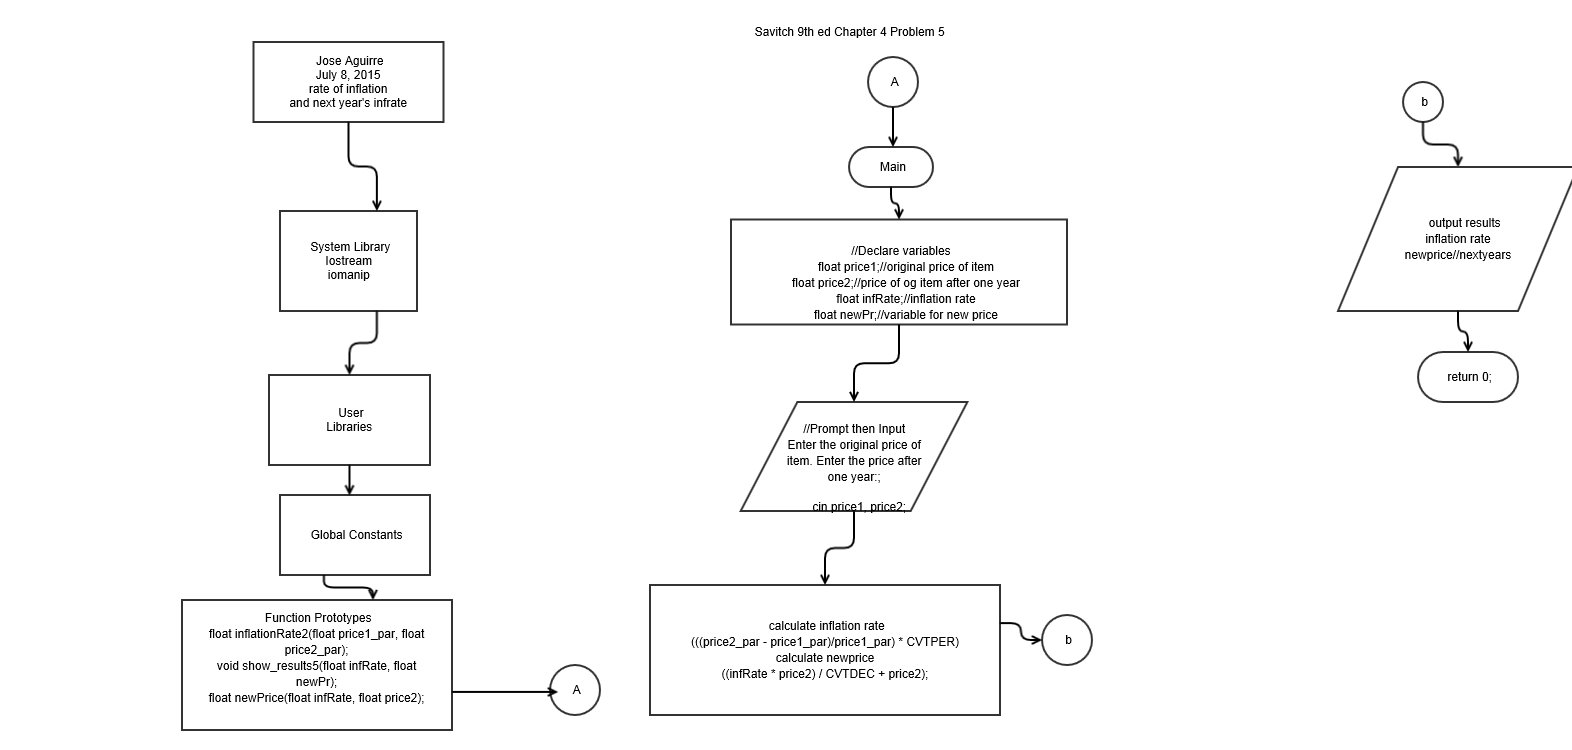 Savitch 9th ed Chapter 4 Problem 5
Jose Aguirre
July 8, 2015
rate of inflation
and next year's infrate
System Library
Iostream
iomanip
User
Libraries
Global Constants
Function Prototypes
float inflationRate2(float price1_par, float
price2_par);
void show_results5(float infRate, float
newPr);
float newPrice(float infRate, float price2);
A
A
Main
//Declare variables
float price1;//original price of item
float price2;//price of og item after one year
float infRate;//inflation rate
float newPr;//variable for new price
//Prompt then Input
Enter the original price of
item. Enter the price after
one year:;
cin price1, price2;
calculate inflation rate
(((price2_par - price1_par)/price1_par) * CVTPER)
calculate newprice
((infRate * price2) / CVTDEC + price2);
b
b
output results
inflation rate
newprice//nextyears
return 0;